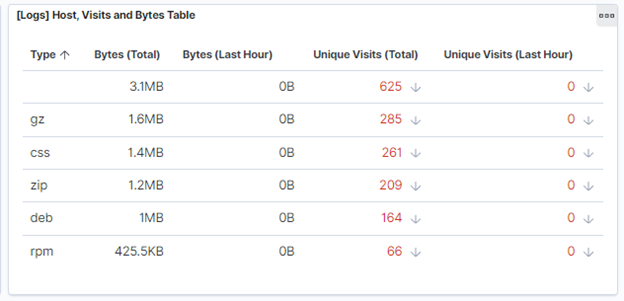 [Logs] Host, Visits and Bytes Table
Type ↑ Bytes (Total) Bytes (Last Hour) Unique Visits (Total) Unique Visits (Last Hour)
3.1MB 0B 625 ↓ 0 ↓
gz 1.6MB 0B 285 ↓ 0 ↓
css 1.4MB 0B 261 ↓ 0 ↓
zip 1.2MB 0B 209 ↓ 0 ↓
deb 1MB 0B 164 ↓ 0 ↓
rpm 425.5KB 0B 66 ↓ 0 ↓